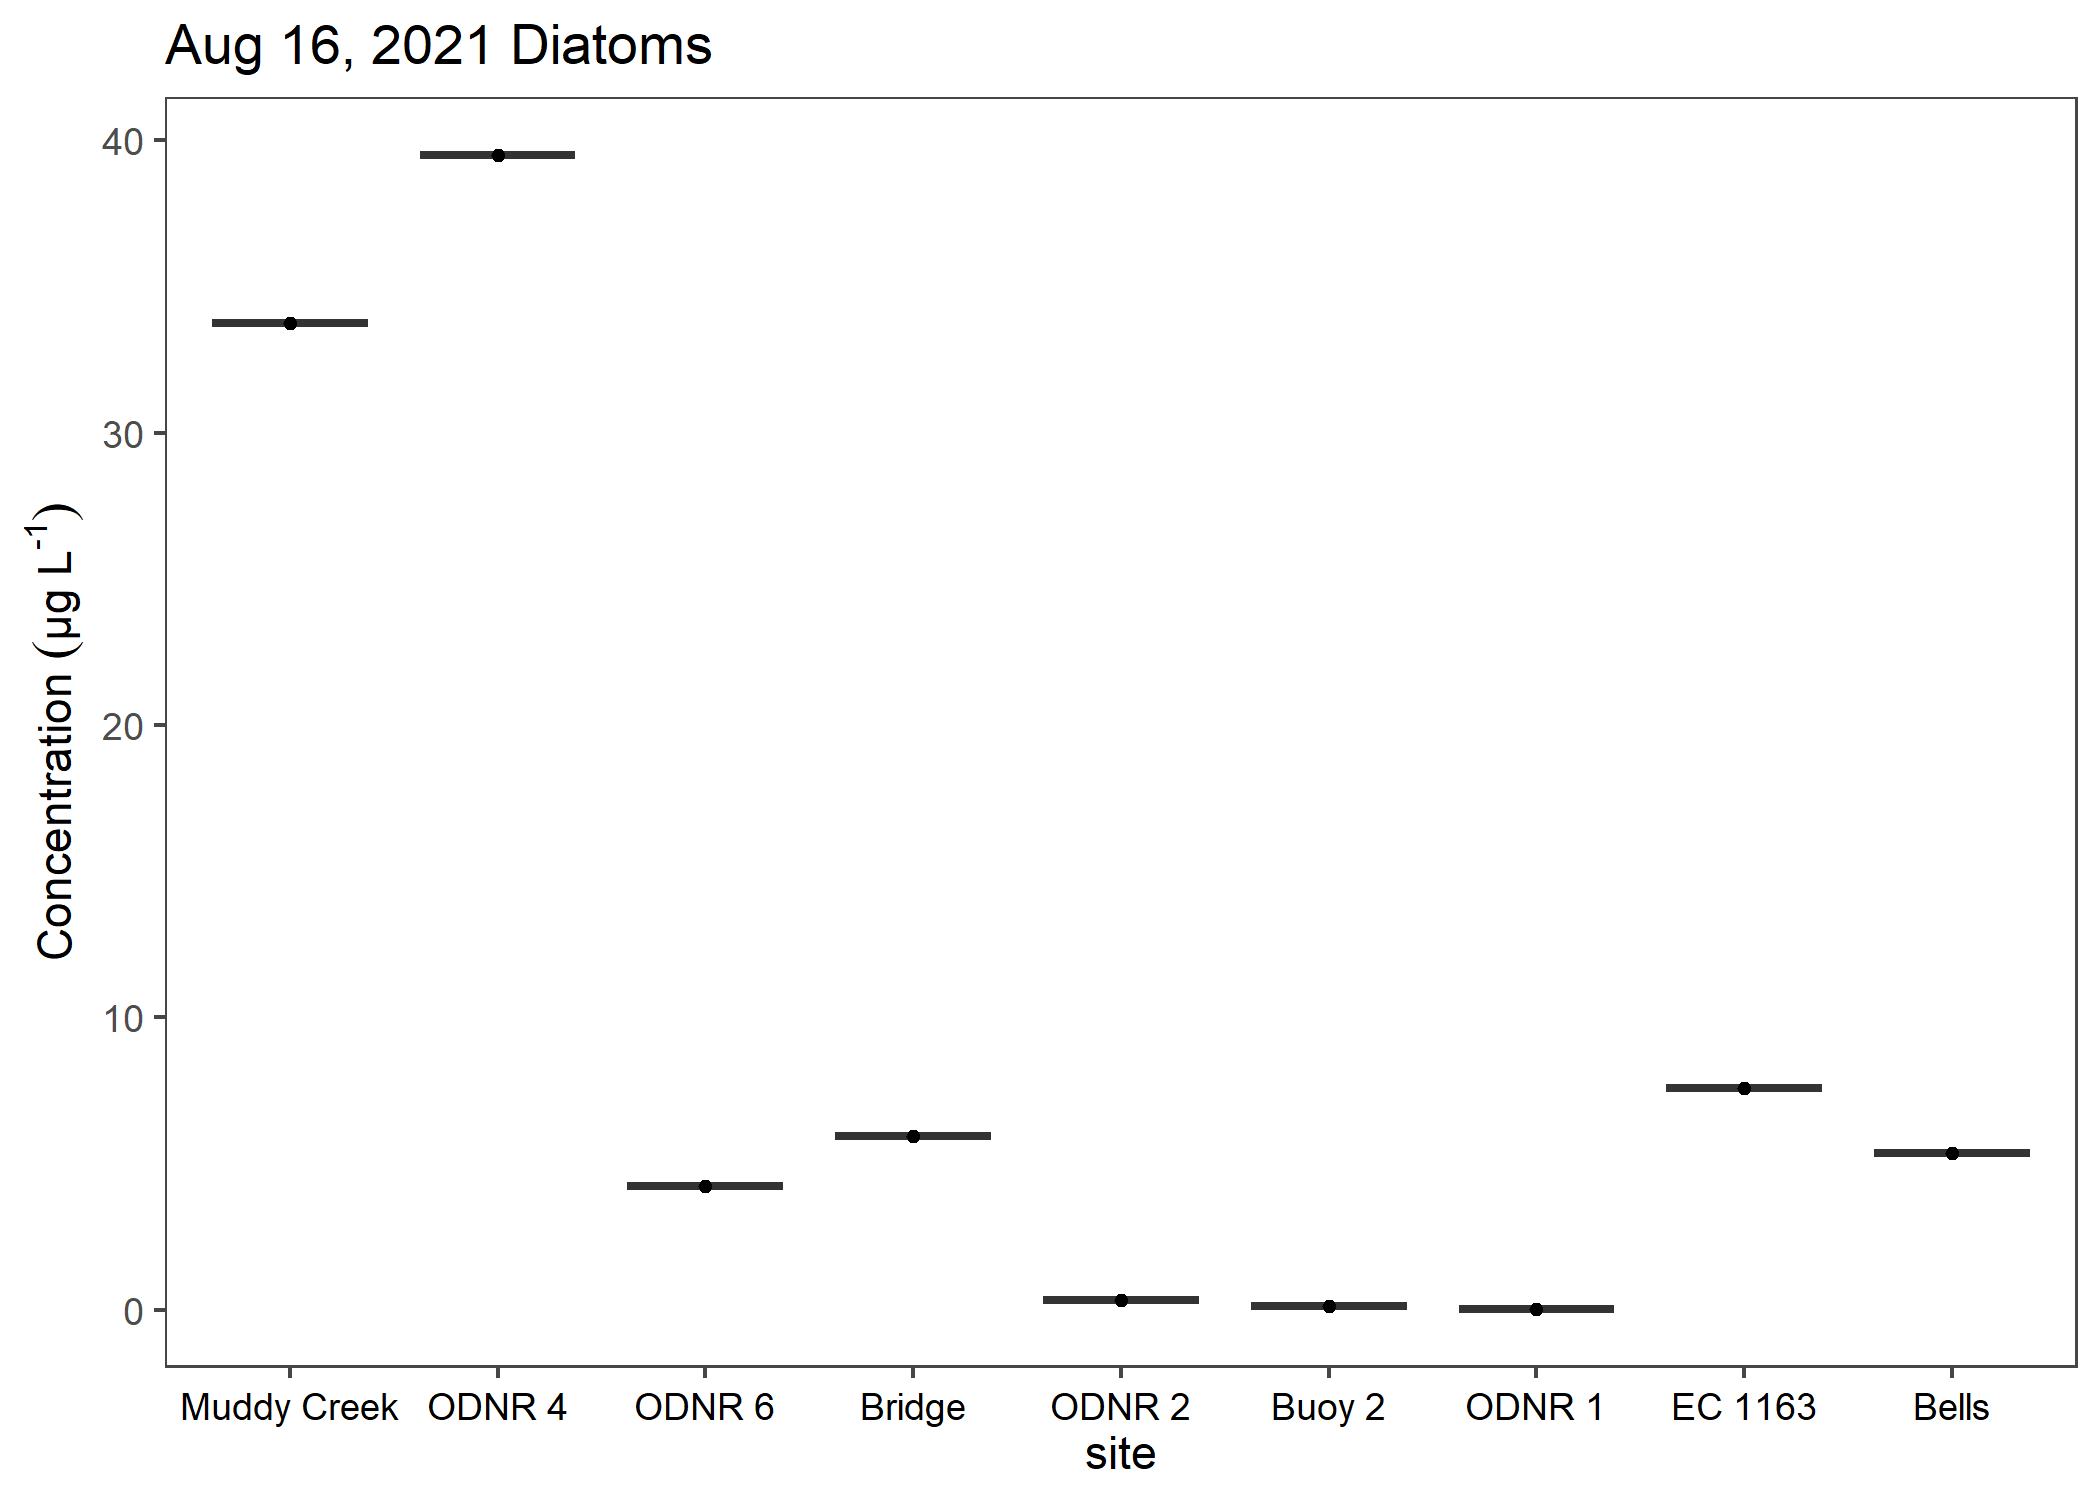 Aug 16, 2021 Diatoms
Concentration (µg L⁻¹)
40
30
20
10
0
Muddy Creek ODNR 4 ODNR 6 Bridge ODNR 2 Buoy 2 ODNR 1 EC 1163 Bells
site